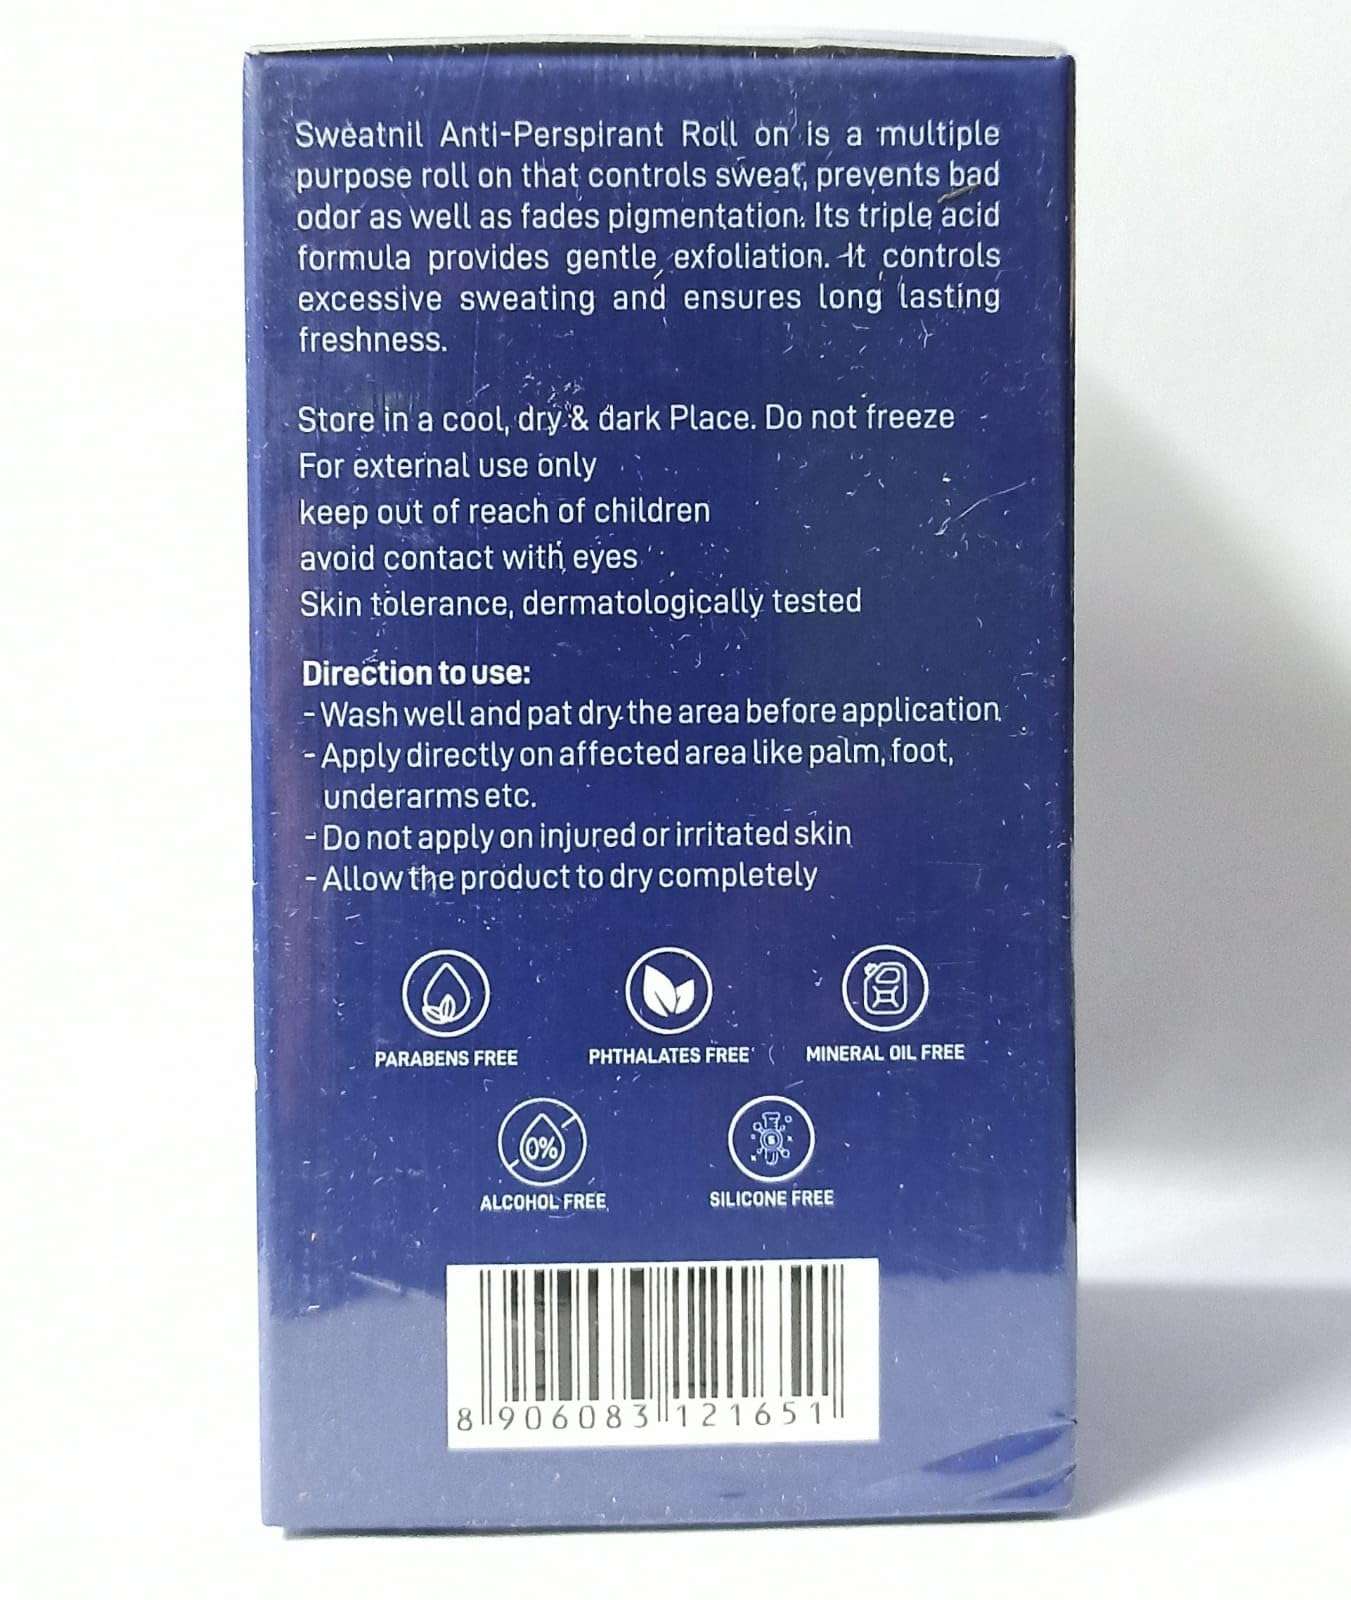 Sweatnil Anti-Perspirant Roll on is a multiple
purpose roll on that controls sweat, prevents bad
odor as well as fades pigmentation. Its triple acid
formula provides gentle exfoliation. It controls
excessive sweating and ensures long lasting
freshness.
Store in a cool, dry & dark Place. Do not freeze
For external use only
keep out of reach of children
avoid contact with eyes
Skin tolerance, dermatologically tested
Direction to use:
- Wash well and pat dry the area before application
- Apply directly on affected area like palm, foot,
underarms etc.
- Do not apply on injured or irritated skin
- Allow the product to dry completely
PARABENS FREE
PHTHALATES FREE
MINERAL OIL FREE
0%
ALCOHOL FREE
SILICONE FREE
8 906083 121651